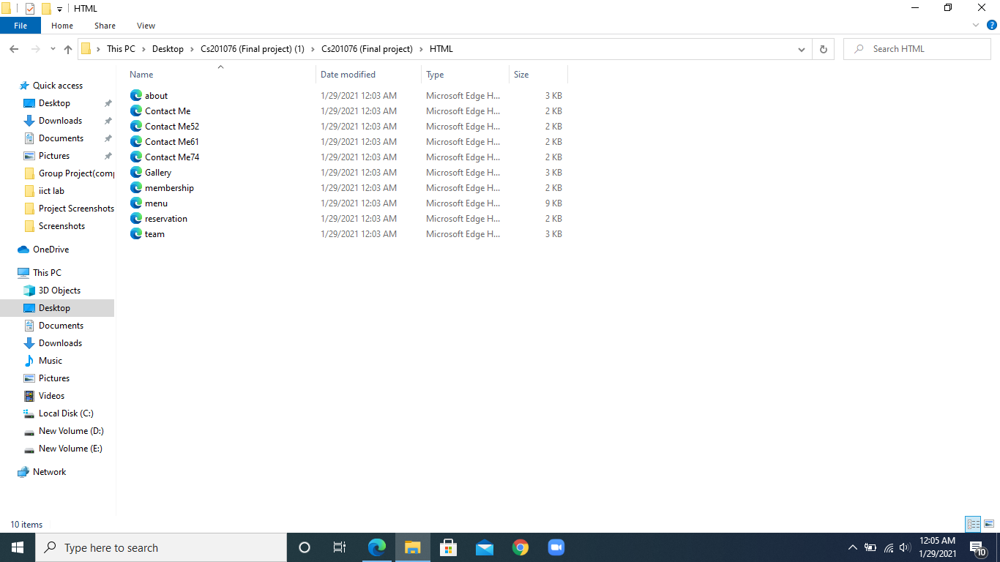 HTML
File Home Share View
This PC Desktop Cs201076 (Final project) (1) Cs201076 (Final project) HTML Search HTML
Name Date modified Type Size
Quick access
Desktop
Downloads
Documents
Pictures
Group Project(comp
iict lab
Project Screenshots
Screenshots
OneDrive
This PC
3D Objects
Desktop
Documents
Downloads
Music
Pictures
Videos
Local Disk (C:)
New Volume (D:)
New Volume (E:)
Network
about 1/29/2021 12:03 AM Microsoft Edge H... 3 KB
Contact Me 1/29/2021 12:03 AM Microsoft Edge H... 2 KB
Contact Me52 1/29/2021 12:03 AM Microsoft Edge H... 2 KB
Contact Me61 1/29/2021 12:03 AM Microsoft Edge H... 2 KB
Contact Me74 1/29/2021 12:03 AM Microsoft Edge H... 2 KB
Gallery 1/29/2021 12:03 AM Microsoft Edge H... 3 KB
membership 1/29/2021 12:03 AM Microsoft Edge H... 2 KB
menu 1/29/2021 12:03 AM Microsoft Edge H... 9 KB
reservation 1/29/2021 12:03 AM Microsoft Edge H... 2 KB
team 1/29/2021 12:03 AM Microsoft Edge H... 3 KB
10 items
Type here to search
12:05 AM
1/29/2021
10